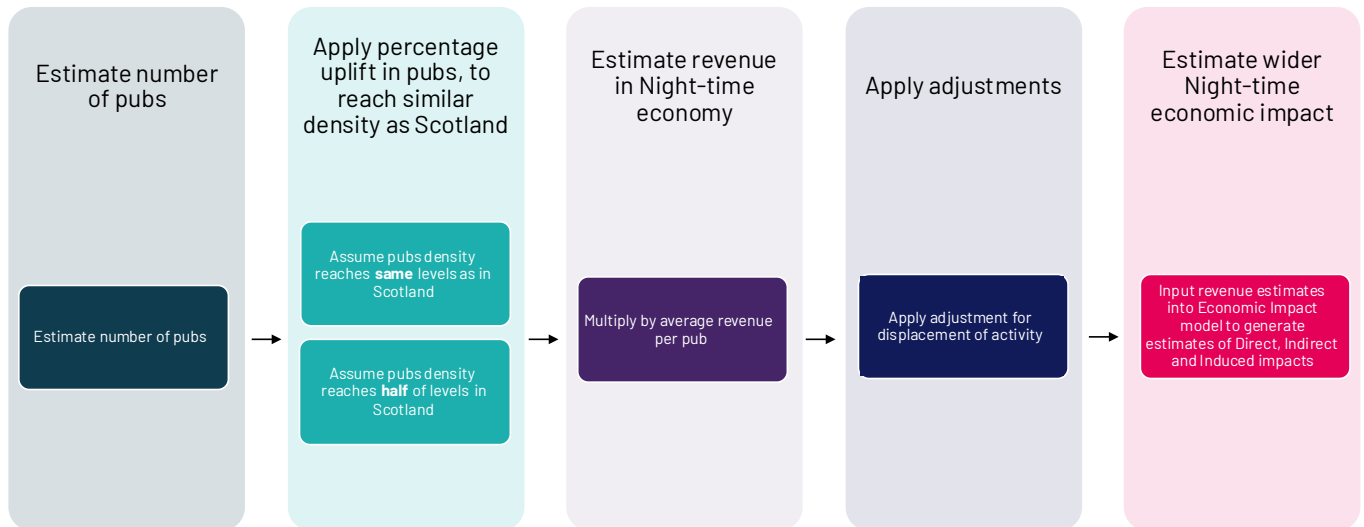 Estimate number
of pubs
Estimate number of pubs
Apply percentage
uplift in pubs, to
reach similar
density as Scotland
Assume pubs density
reaches same levels as in
Scotland
Assume pubs density
reaches half of levels in
Scotland
Estimate revenue
in Night-time
economy
Multiply by average revenue
per pub
Apply adjustments
Apply adjustment for
displacement of activity
Estimate wider
Night-time
economic impact
Input revenue estimates
into Economic Impact
model to generate
estimates of Direct, Indirect
and Induced impacts